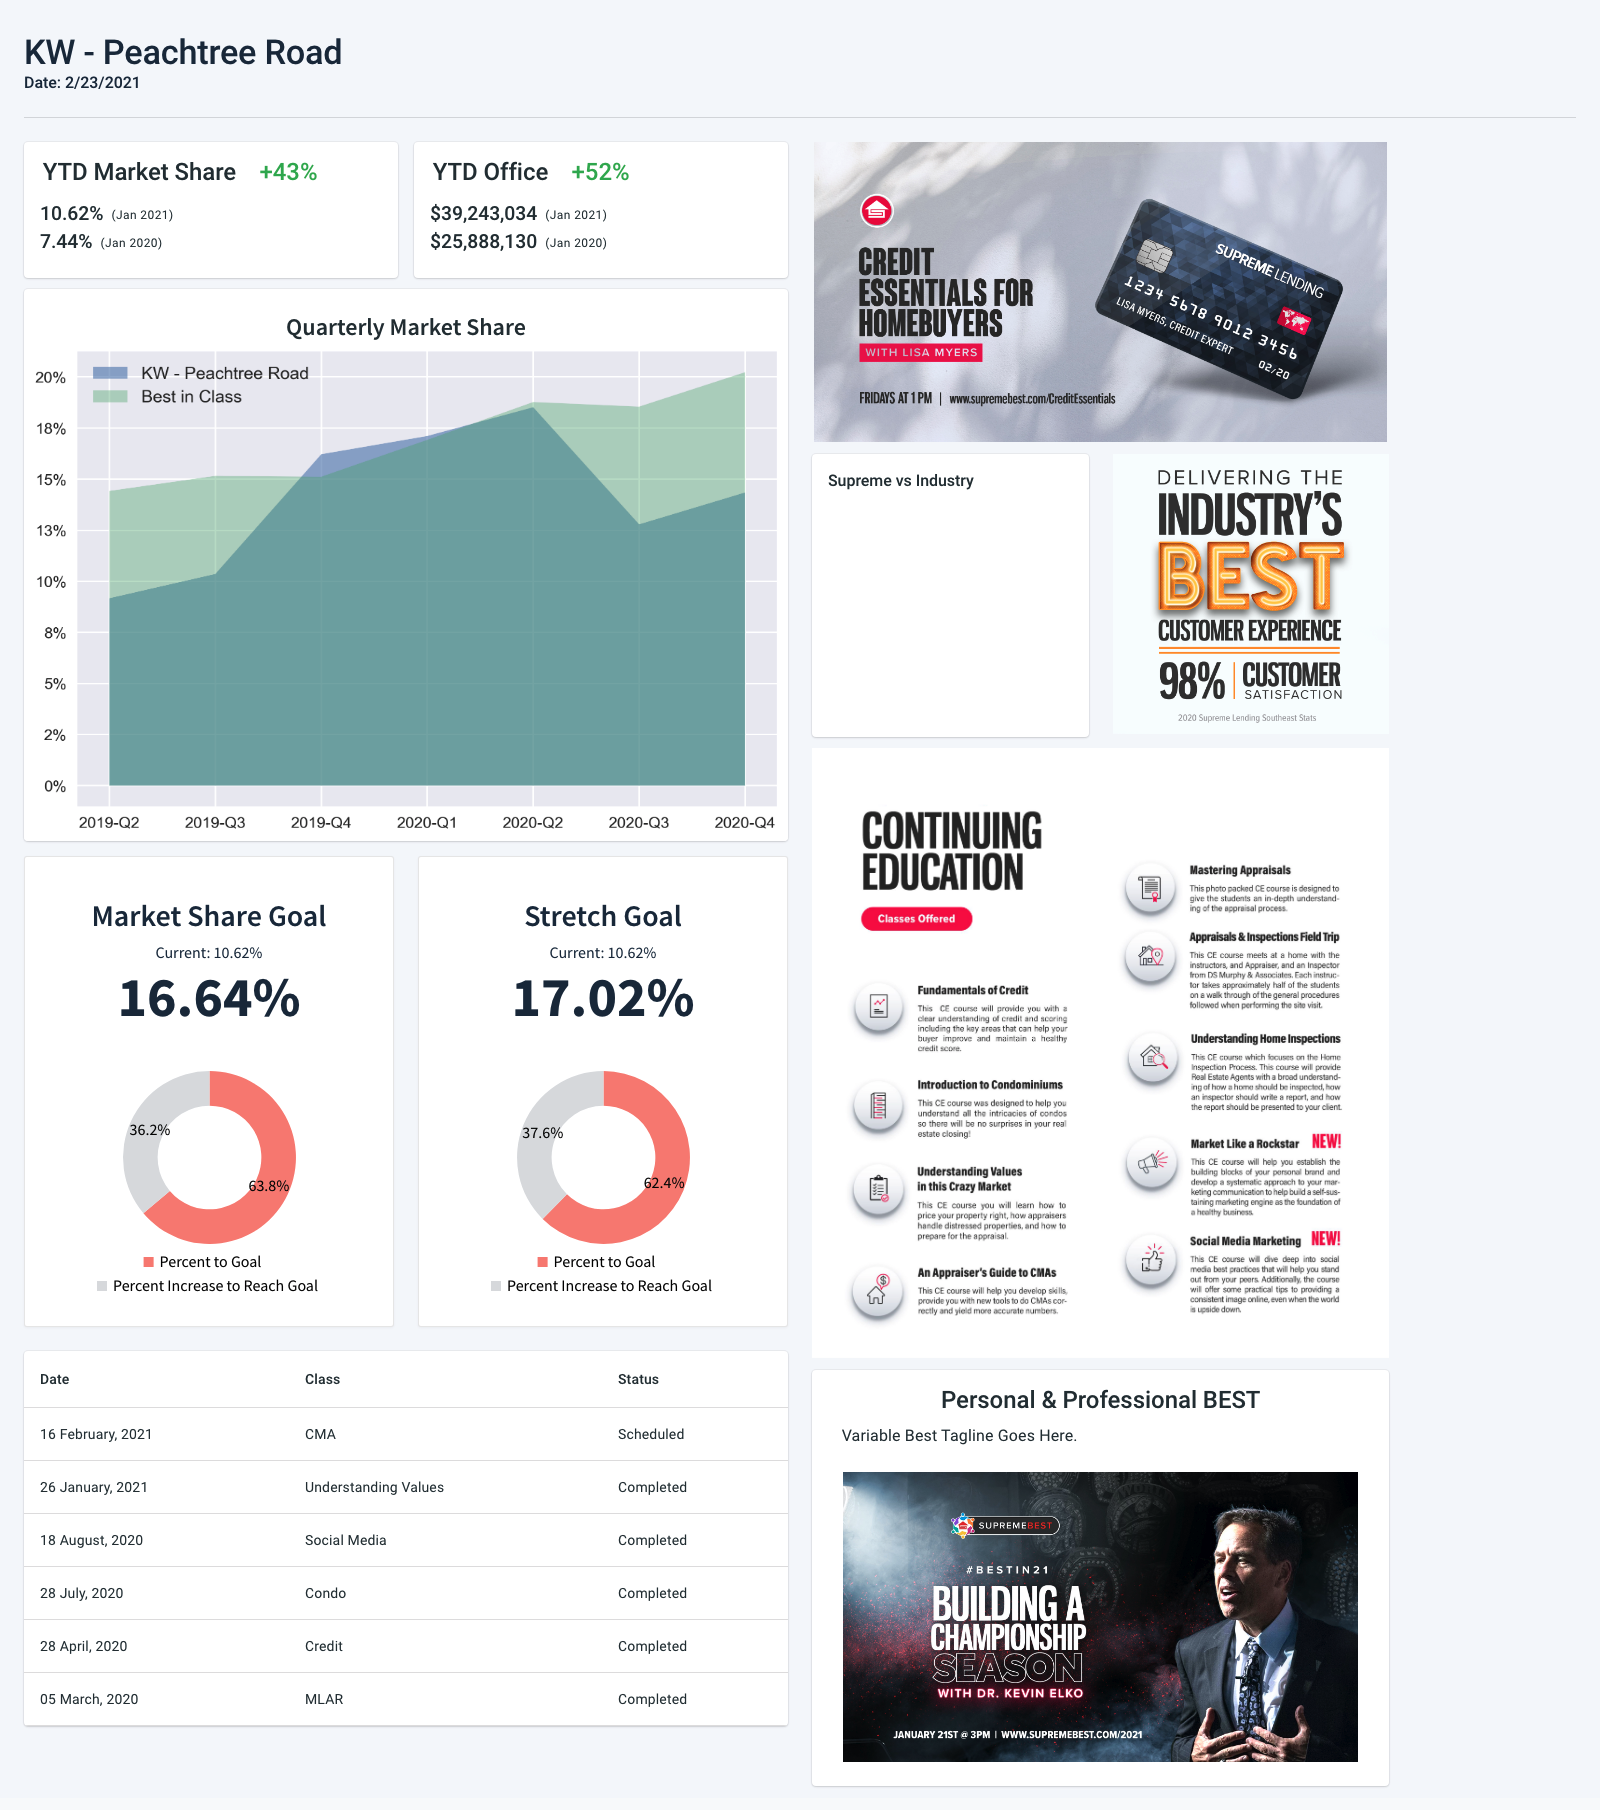 KW - Peachtree Road
Date: 2/23/2021
YTD Market Share +43%
10.62% (Jan 2021)
7.44% (Jan 2020)
YTD Office +52%
$39,243,034 (Jan 2021)
$25,888,130 (Jan 2020)
Quarterly Market Share
KW - Peachtree Road
Best in Class
20%
18%
15%
13%
10%
8%
5%
2%
0%
2019-Q2 2019-Q3 2019-Q4 2020-Q1 2020-Q2 2020-Q3 2020-Q4
Market Share Goal
Current: 10.62%
16.64%
36.2%
63.8%
Percent to Goal
Percent Increase to Reach Goal
Stretch Goal
Current: 10.62%
17.02%
37.6%
62.4%
Percent to Goal
Percent Increase to Reach Goal
Date Class Status
16 February, 2021 CMA Scheduled
26 January, 2021 Understanding Values Completed
18 August, 2020 Social Media Completed
28 July, 2020 Condo Completed
28 April, 2020 Credit Completed
05 March, 2020 MLAR Completed
CREDIT
ESSENTIALS FOR
HOMEBUYERS
WITH LISA MYERS
FRIDAYS AT 1 PM | www.supremebest.com/CreditEssentials
SUPREME LENDING
1234 5678 9012 3456
LISA MYERS, CREDIT EXPERT
02/20
Supreme vs Industry
DELIVERING THE
INDUSTRY'S
BEST
CUSTOMER EXPERIENCE
98% CUSTOMER
SATISFACTION
2020 Supreme Lending Southeast Stats
CONTINUING
EDUCATION
Classes Offered
Fundamentals of Credit
This CE course will provide you with a
clear understanding of credit and scoring
including the key areas that can help your
buyer improve and maintain a healthy
credit score.
Introduction to Condominiums
This CE course was designed to help you
understand all the intricacies of condos
so there will be no surprises in your real
estate closing!
Understanding Values
in this Crazy Market
This CE course you will learn how to
price your property right, how appraisers
handle distressed properties, and how to
prepare for the appraisal.
An Appraiser's Guide to CMAs
This CE course will help you develop skills,
provide you with new tools to do CMAs cor-
rectly and yield more accurate numbers.
Mastering Appraisals
This photo packed CE course is designed to
give the students an in-depth understand-
ing of the appraisal process.
Appraisals & Inspections Field Trip
This CE course meets at a home with the
instructors, and Appraiser, and an Inspector
from DS Murphy & Associates. Each instruc-
tor takes approximately half of the students
on a walk through of the general procedures
followed when performing the site visit.
Understanding Home Inspections
This CE course which focuses on the Home
Inspection Process. This course will provide
Real Estate Agents with a broad understand-
ing of how a home should be inspected, how
an inspector should write a report, and how
the report should be presented to your client.
Market Like a Rockstar NEW!
This CE course will help you establish the
building blocks of your personal brand and
develop a systematic approach to your mar-
keting communication to help build a self-sus-
taining marketing engine as the foundation of
a healthy business.
Social Media Marketing NEW!
This CE course will dive deep into social
media best practices that will help you stand
out from your peers. Additionally, the course
will offer some practical tips to providing a
consistent image online, even when the world
is upside down.
Personal & Professional BEST
Variable Best Tagline Goes Here.
SUPREMEBEST
#BESTIN21
BUILDING A
CHAMPIONSHIP
SEASON
WITH DR. KEVIN ELKO
JANUARY 21ST @ 3PM | WWW.SUPREMEBEST.COM/2021